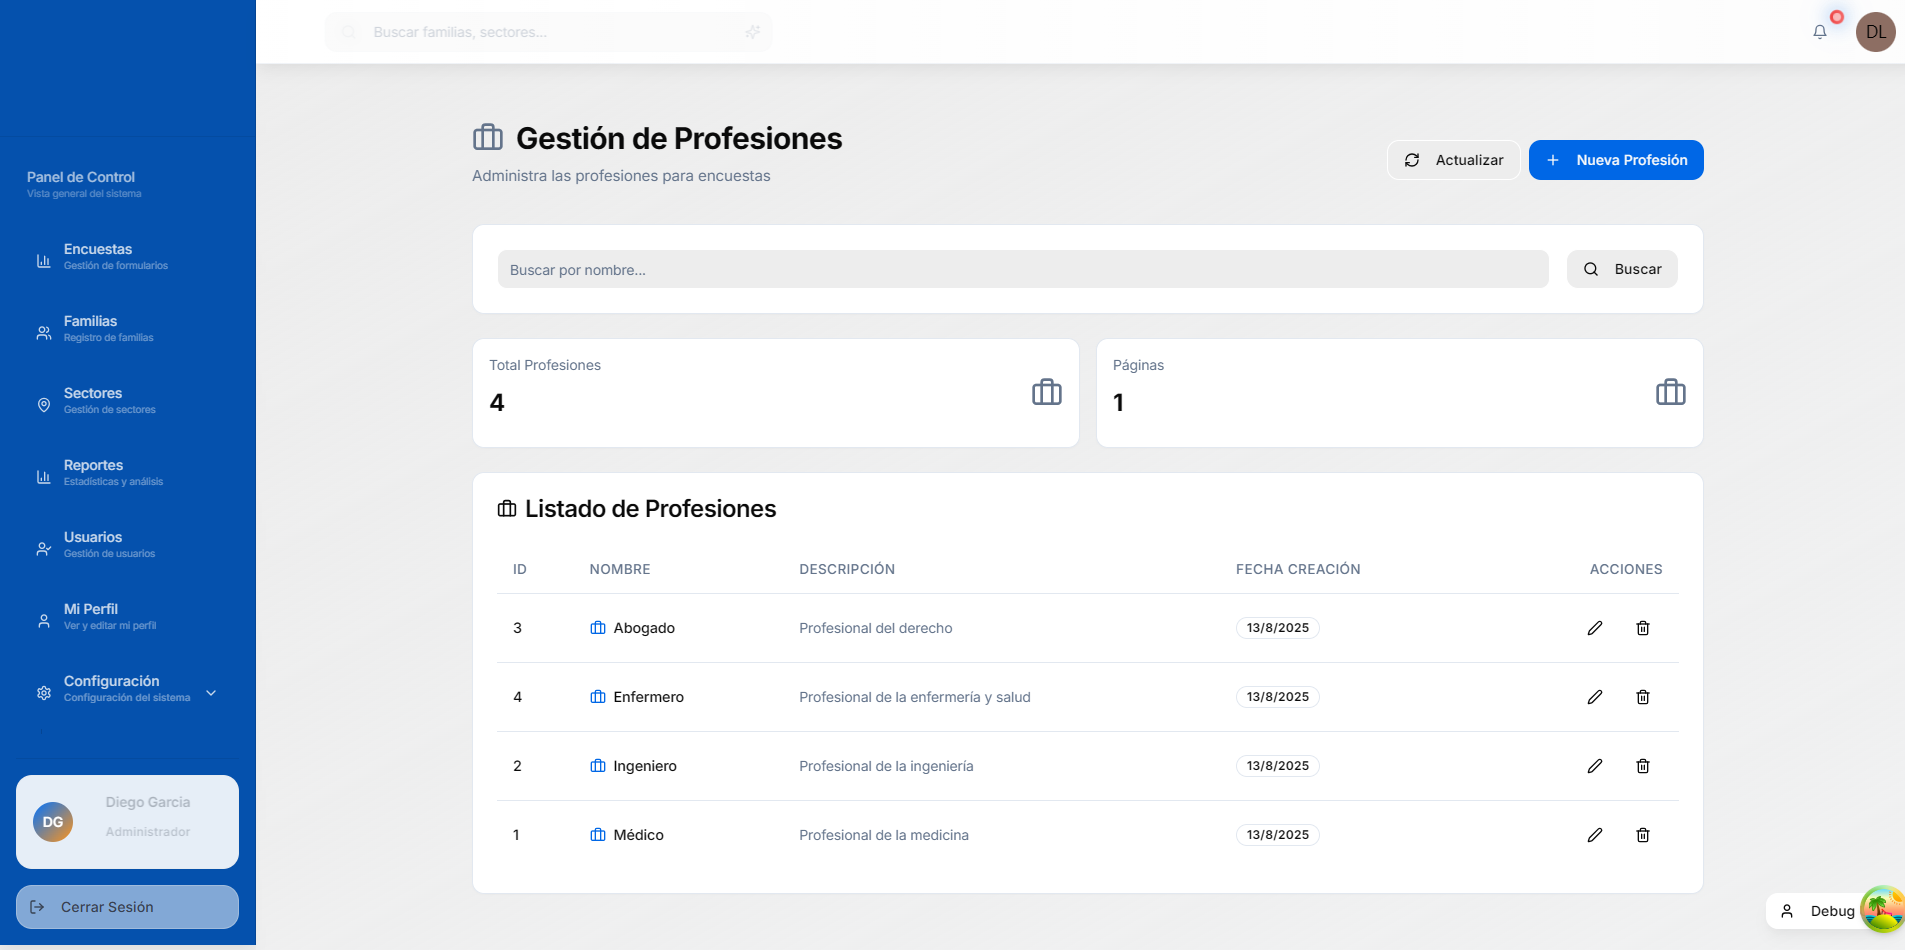 Buscar familias, sectores...
DL
Panel de Control
Vista general del sistema
Encuestas
Gestión de formularios
Familias
Registro de familias
Sectores
Gestión de sectores
Reportes
Estadísticas y análisis
Usuarios
Gestión de usuarios
Mi Perfil
Ver y editar mi perfil
Configuración
Configuración del sistema
DG
Diego Garcia
Administrador
Cerrar Sesión
Gestión de Profesiones
Administra las profesiones para encuestas
Actualizar
Nueva Profesión
Buscar por nombre...
Buscar
Total Profesiones
4
Páginas
1
Listado de Profesiones
ID NOMBRE DESCRIPCIÓN FECHA CREACIÓN ACCIONES
3 Abogado Profesional del derecho 13/8/2025
4 Enfermero Profesional de la enfermería y salud 13/8/2025
2 Ingeniero Profesional de la ingeniería 13/8/2025
1 Médico Profesional de la medicina 13/8/2025
Debug